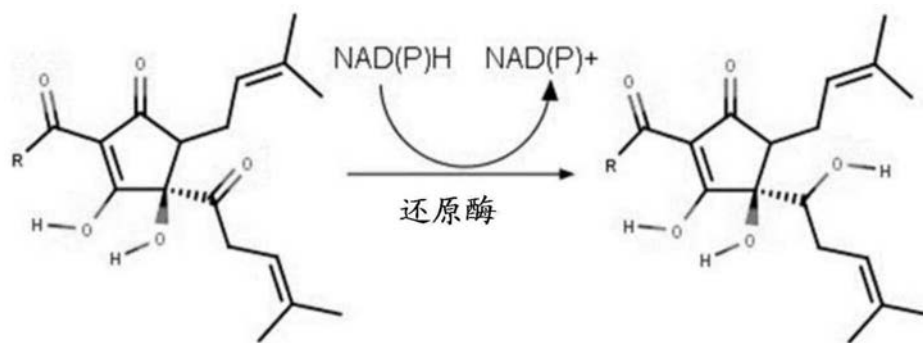 NAD(P)H NAD(P)+
还原酶
O O O O O
R R
O H
H O O H O O H
H H